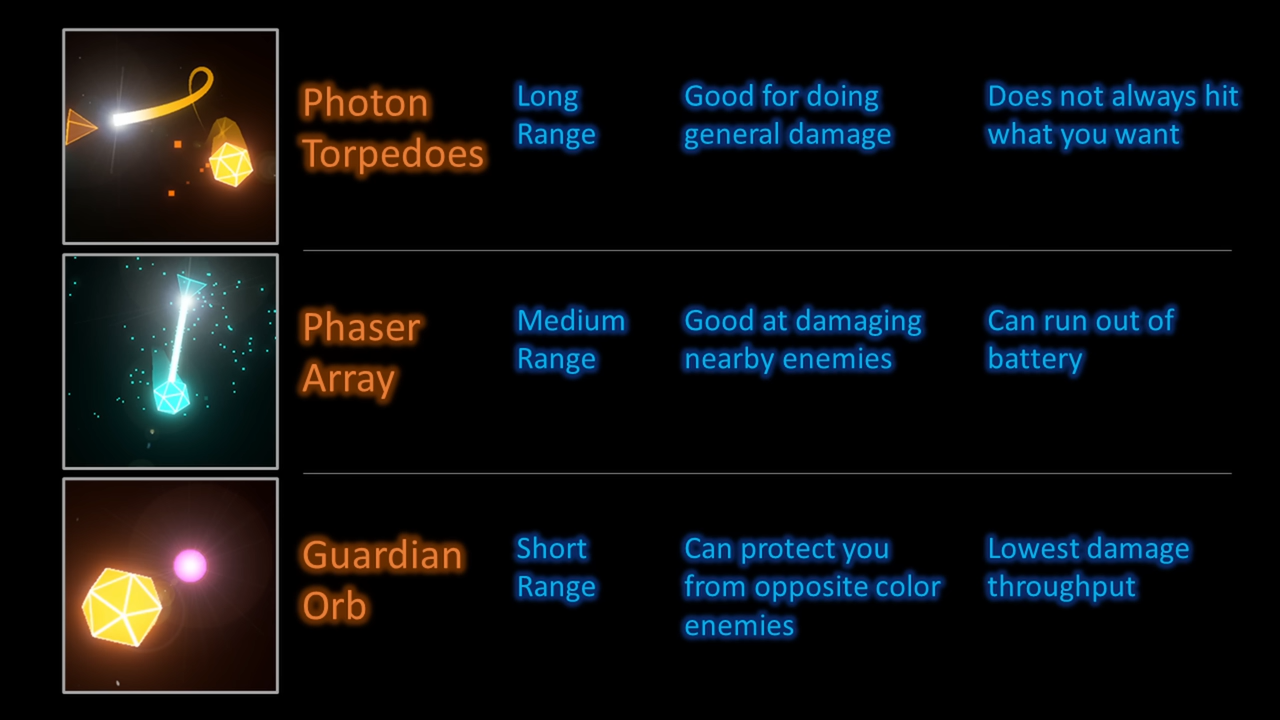 Photon
Torpedoes
Long
Range
Good for doing
general damage
Does not always hit
what you want
Phaser
Array
Medium
Range
Good at damaging
nearby enemies
Can run out of
battery
Guardian
Orb
Short
Range
Can protect you
from opposite color
enemies
Lowest damage
throughput